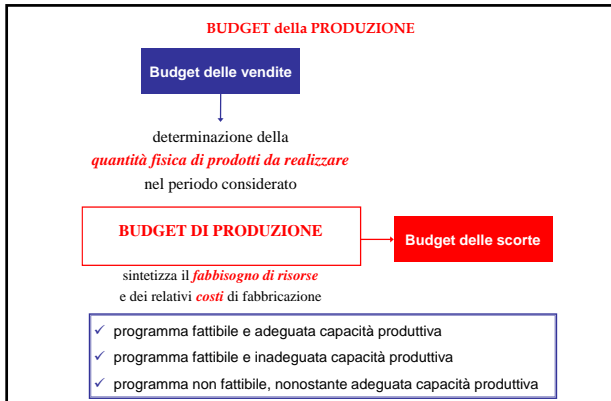 BUDGET della PRODUZIONE
Budget delle vendite
determinazione della
quantità fisica di prodotti da realizzare
nel periodo considerato
BUDGET DI PRODUZIONE
Budget delle scorte
sintetizza il fabbisogno di risorse
e dei relativi costi di fabbricazione
✓ programma fattibile e adeguata capacità produttiva
✓ programma fattibile e inadeguata capacità produttiva
✓ programma non fattibile, nonostante adeguata capacità produttiva